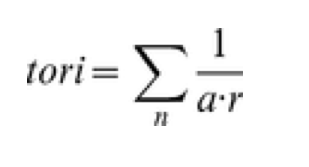 tori = ∑ₙ 1/(a·r)